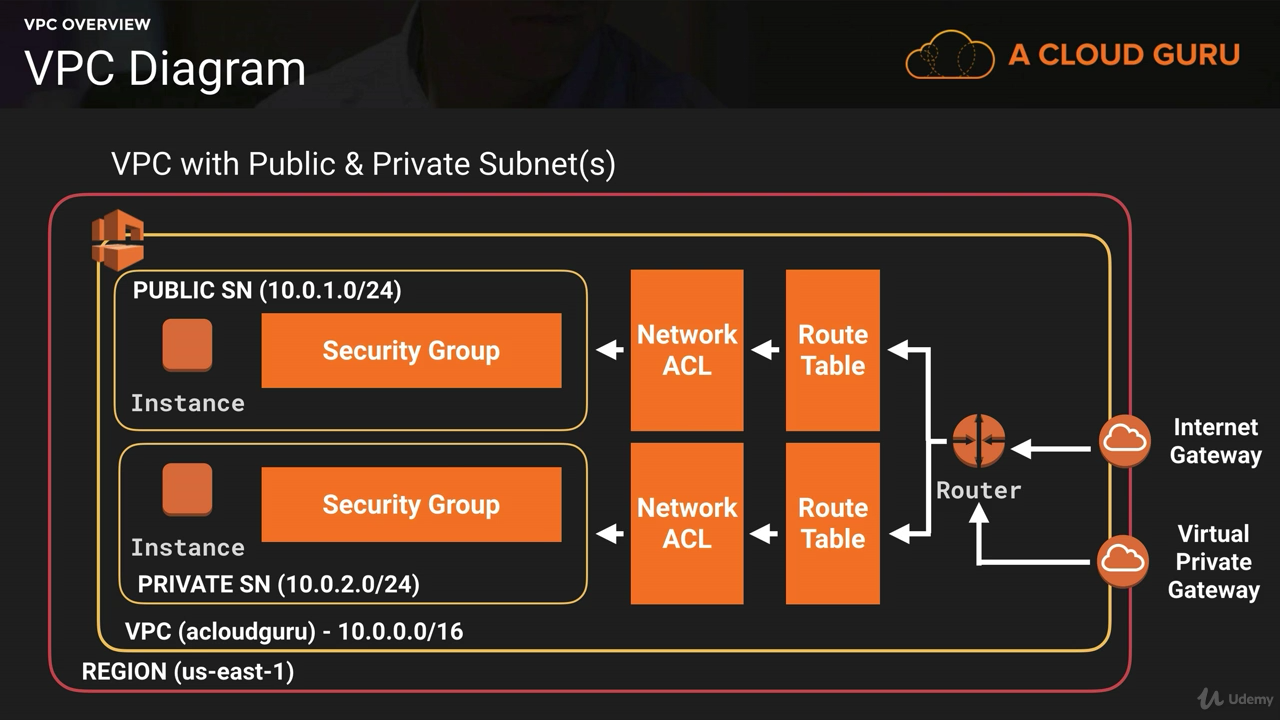 VPC OVERVIEW
VPC Diagram
A CLOUD GURU
VPC with Public & Private Subnet(s)
PUBLIC SN (10.0.1.0/24)
Security Group
Instance
Network
ACL
Route
Table
Security Group
Instance
PRIVATE SN (10.0.2.0/24)
Network
ACL
Route
Table
Router
Internet
Gateway
Virtual
Private
Gateway
VPC (acloudguru) - 10.0.0.0/16
REGION (us-east-1)
Udemy